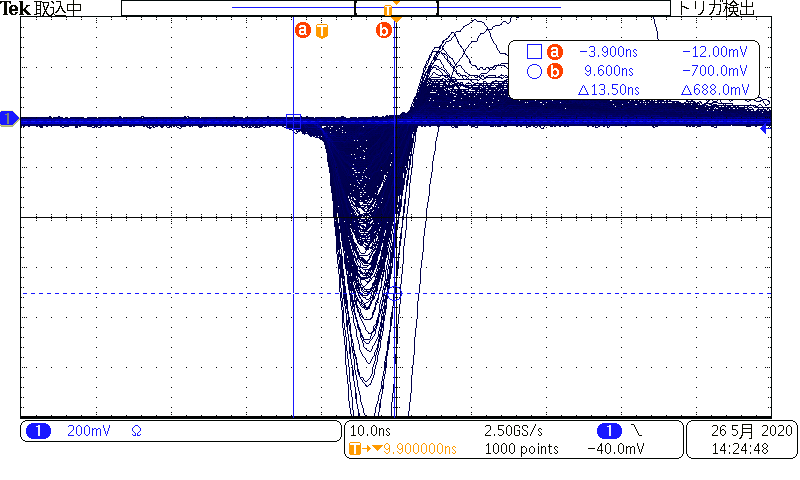 Tek 取込中 トリガ検出
T
a T b
a −3.900ns −12.00mV
b 9.600ns −700.0mV
Δ13.50ns Δ688.0mV
1
1 200mV Ω
10.0ns 2.50GS/s 1
T→▼9.900000ns 1000 points −40.0mV
26 5月 2020
14:24:48